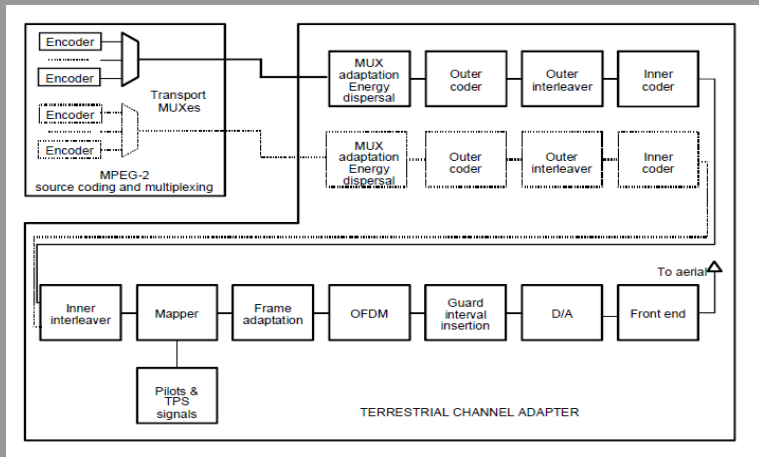 Encoder
Encoder
Transport
MUXes
Encoder
Encoder
MPEG-2
source coding and multiplexing
MUX
adaptation
Energy
dispersal
Outer
coder
Outer
interleaver
Inner
coder
MUX
adaptation
Energy
dispersal
Outer
coder
Outer
interleaver
Inner
coder
To aerial
Inner
interleaver
Mapper
Frame
adaptation
OFDM
Guard
interval
insertion
D/A
Front end
Pilots &
TPS
signals
TERRESTRIAL CHANNEL ADAPTER